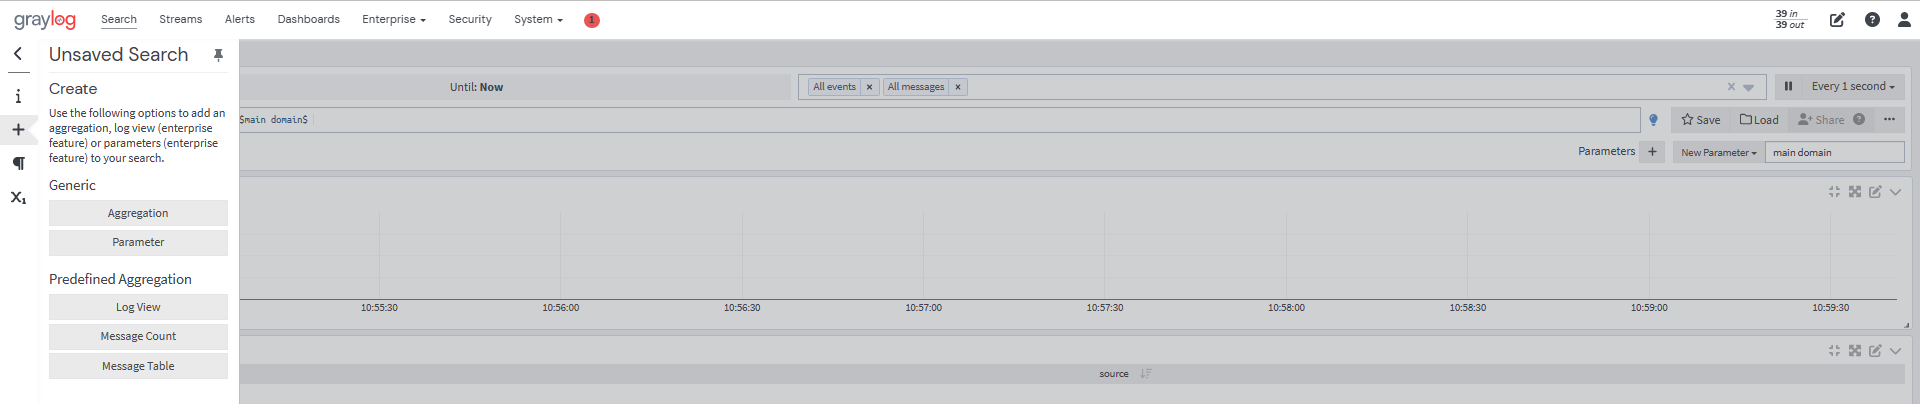 graylog Search Streams Alerts Dashboards Enterprise Security System 1 39 in
39 out
Unsaved Search
Create
Use the following options to add an
aggregation, log view (enterprise
feature) or parameters (enterprise
feature) to your search.
Generic
Aggregation
Parameter
Predefined Aggregation
Log View
Message Count
Message Table
Until: Now All events × All messages × × Every 1 second
$main domain$ Save Load Share ? •••
Parameters + New Parameter main domain
10:55:30 10:56:00 10:56:30 10:57:00 10:57:30 10:58:00 10:58:30 10:59:00 10:59:30
source